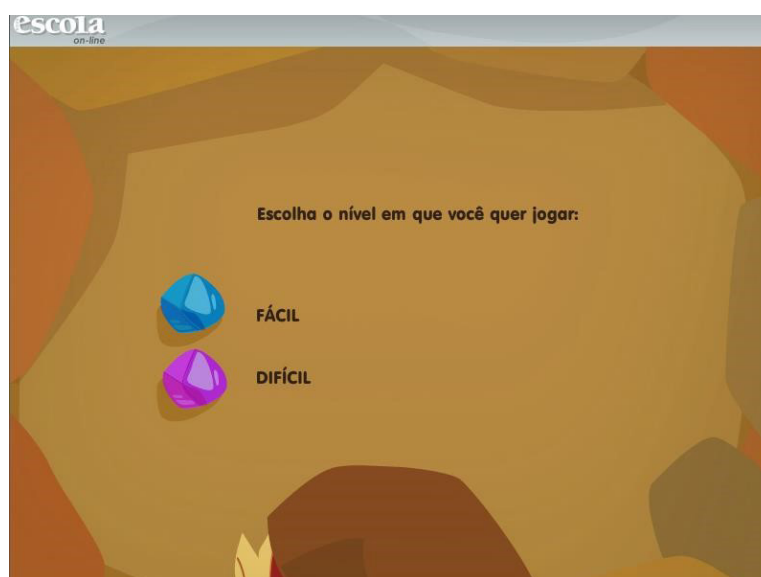 escola
on-line
Escolha o nível em que você quer jogar:
FÁCIL
DIFÍCIL